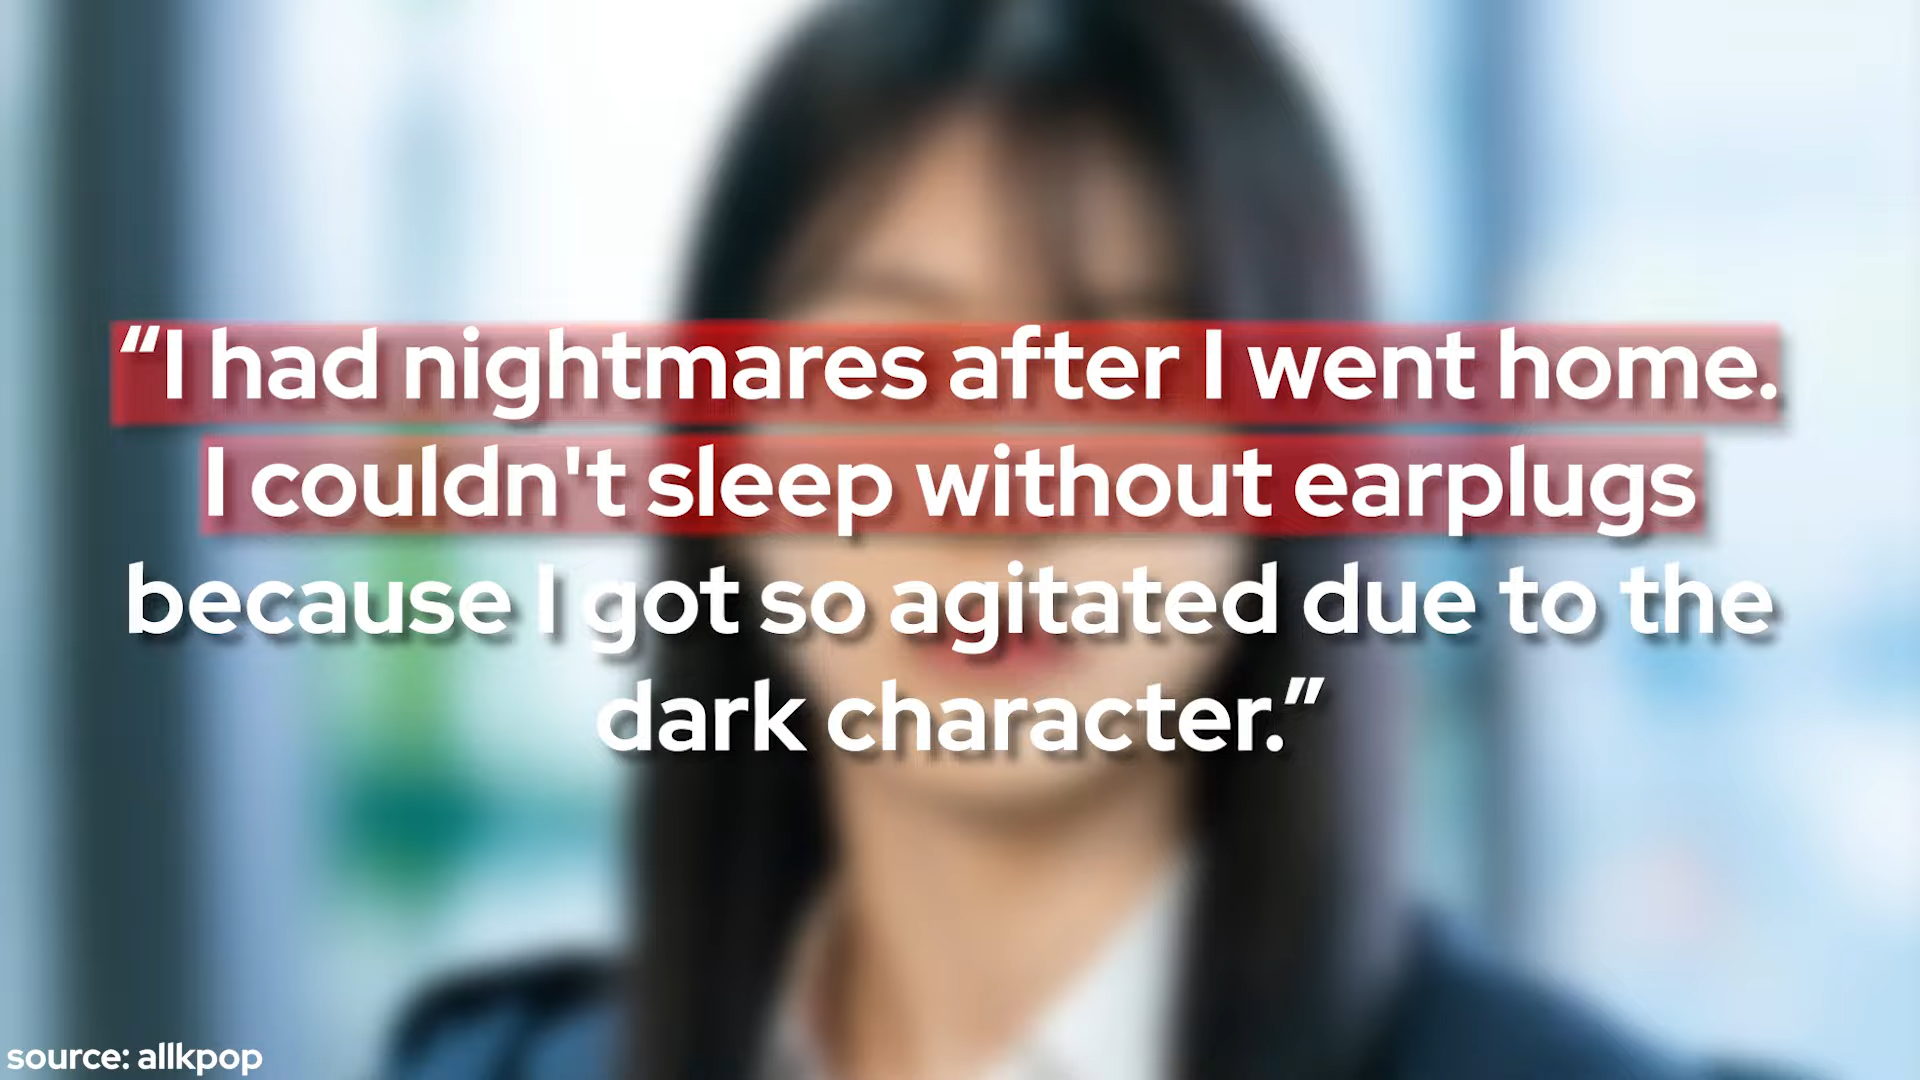 “I had nightmares after I went home.
I couldn't sleep without earplugs
because I got so agitated due to the
dark character.”
source: allkpop